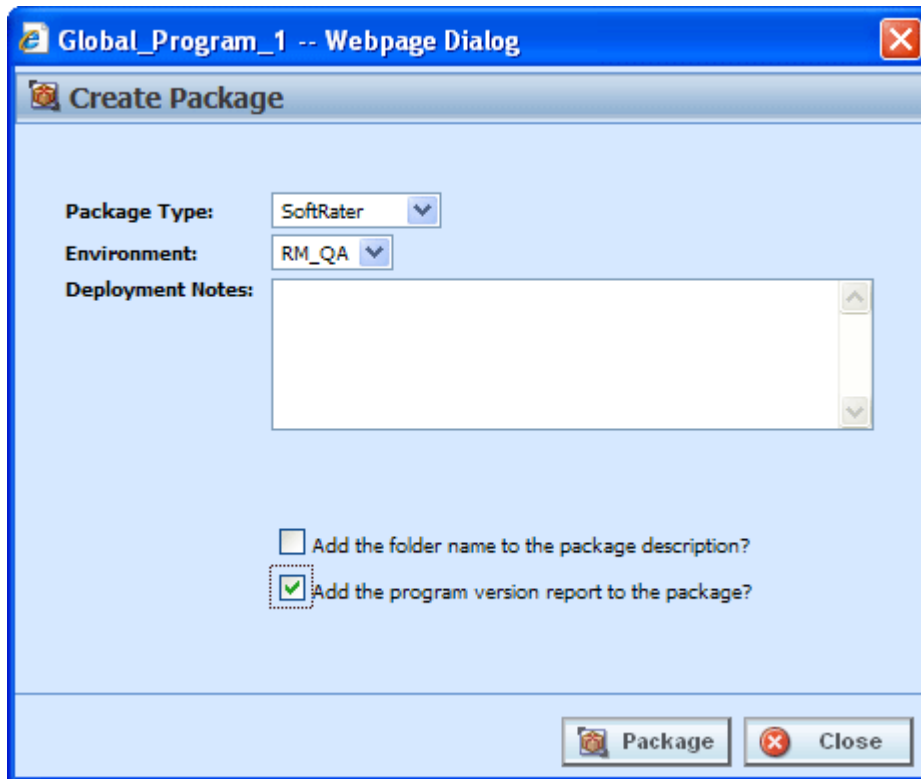 Global_Program_1 -- Webpage Dialog
Create Package
Package Type: SoftRater
Environment: RM_QA
Deployment Notes:
Add the folder name to the package description?
Add the program version report to the package?
Package Close